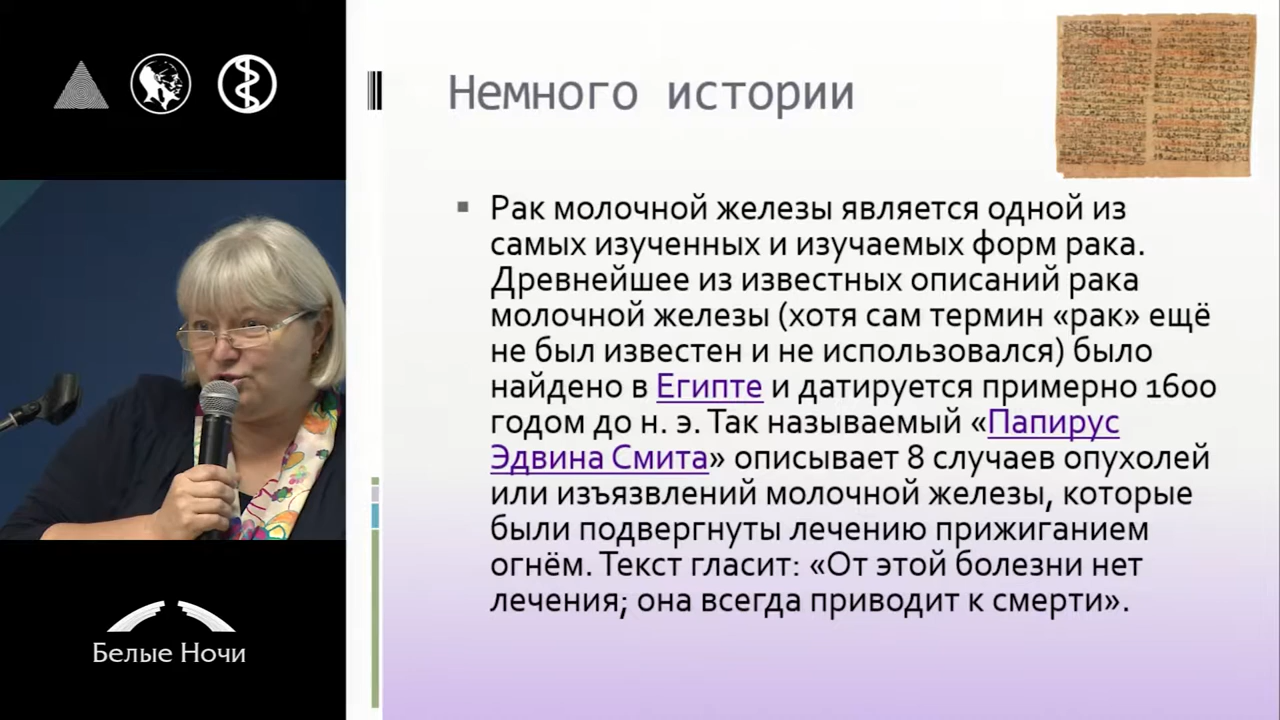 Немного истории
Рак молочной железы является одной из
самых изученных и изучаемых форм рака.
Древнейшее из известных описаний рака
молочной железы (хотя сам термин «рак» ещё
не был известен и не использовался) было
найдено в Египте и датируется примерно 1600
годом до н. э. Так называемый «Папирус
Эдвина Смита» описывает 8 случаев опухолей
или изъязвлений молочной железы, которые
были подвергнуты лечению прижиганием
огнём. Текст гласит: «От этой болезни нет
лечения; она всегда приводит к смерти».
Белые Ночи